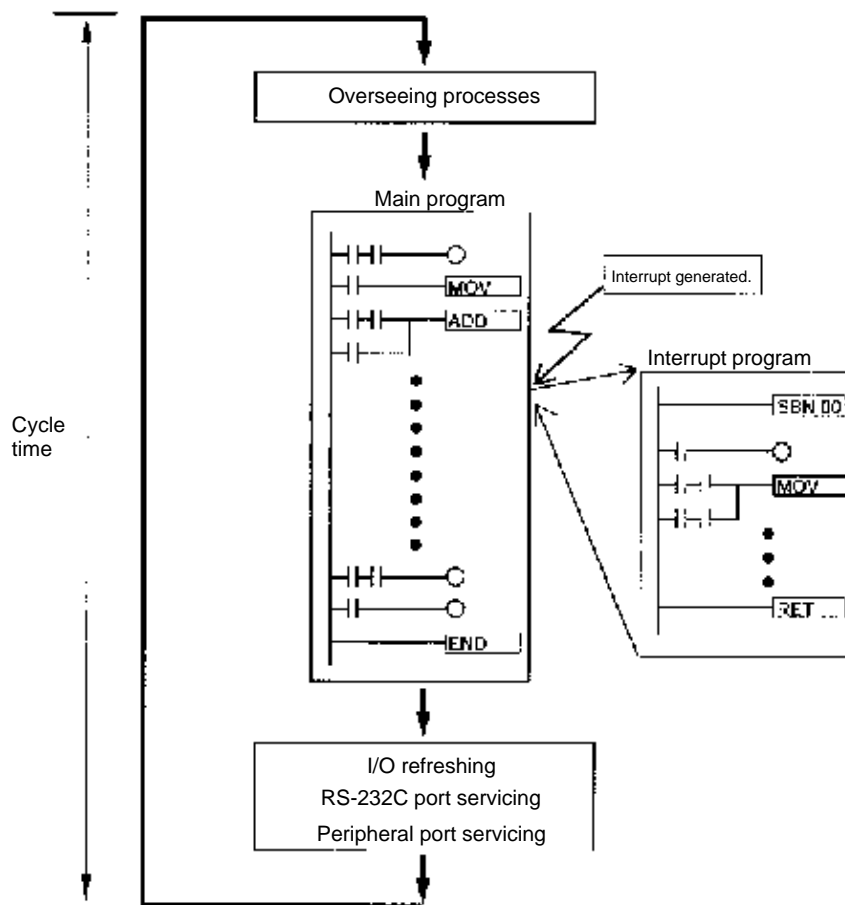 Overseeing processes
Main program
MOV
ADD
Interrupt generated.
Interrupt program
SBN 00
MOV
RET
Cycle
time
END
I/O refreshing
RS-232C port servicing
Peripheral port servicing